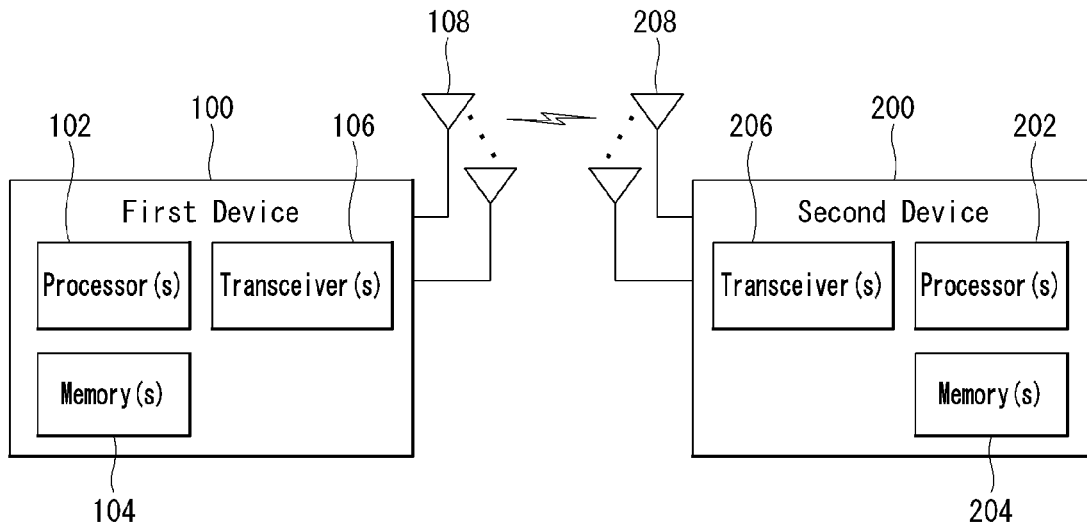 108 208
100 200
102 106 206 202
First Device Second Device
Processor(s) Transceiver(s) Transceiver(s) Processor(s)
Memory(s) Memory(s)
104 204